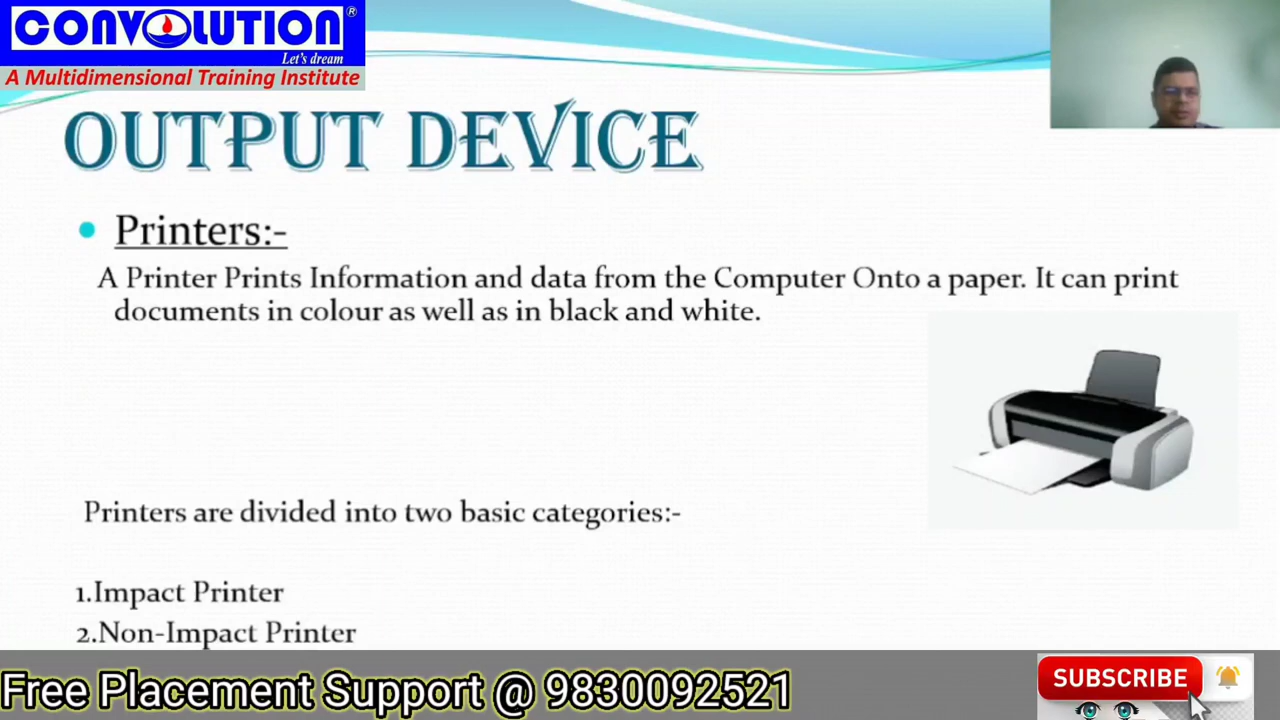 CONVOLUTION®
Let's dream
A Multidimensional Training Institute
OUTPUT DEVICE
• Printers:-
A Printer Prints Information and data from the Computer Onto a paper. It can print
documents in colour as well as in black and white.
Printers are divided into two basic categories:-
1.Impact Printer
2.Non-Impact Printer
Free Placement Support @ 9830092521
SUBSCRIBE